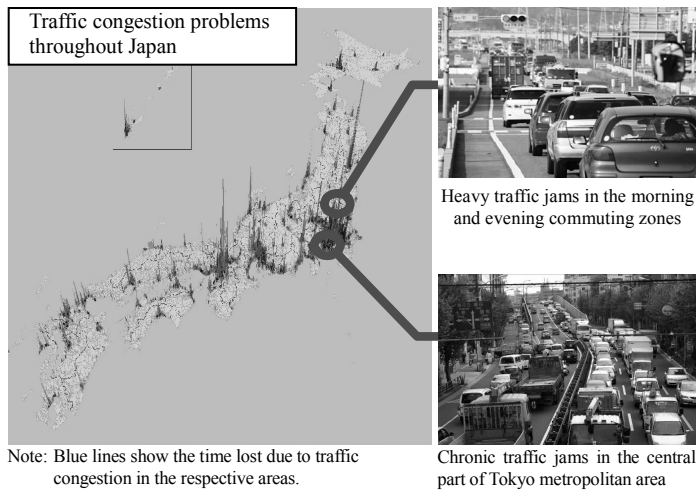 Traffic congestion problems
throughout Japan
Heavy traffic jams in the morning
and evening commuting zones
Note: Blue lines show the time lost due to traffic
congestion in the respective areas.
Chronic traffic jams in the central
part of Tokyo metropolitan area